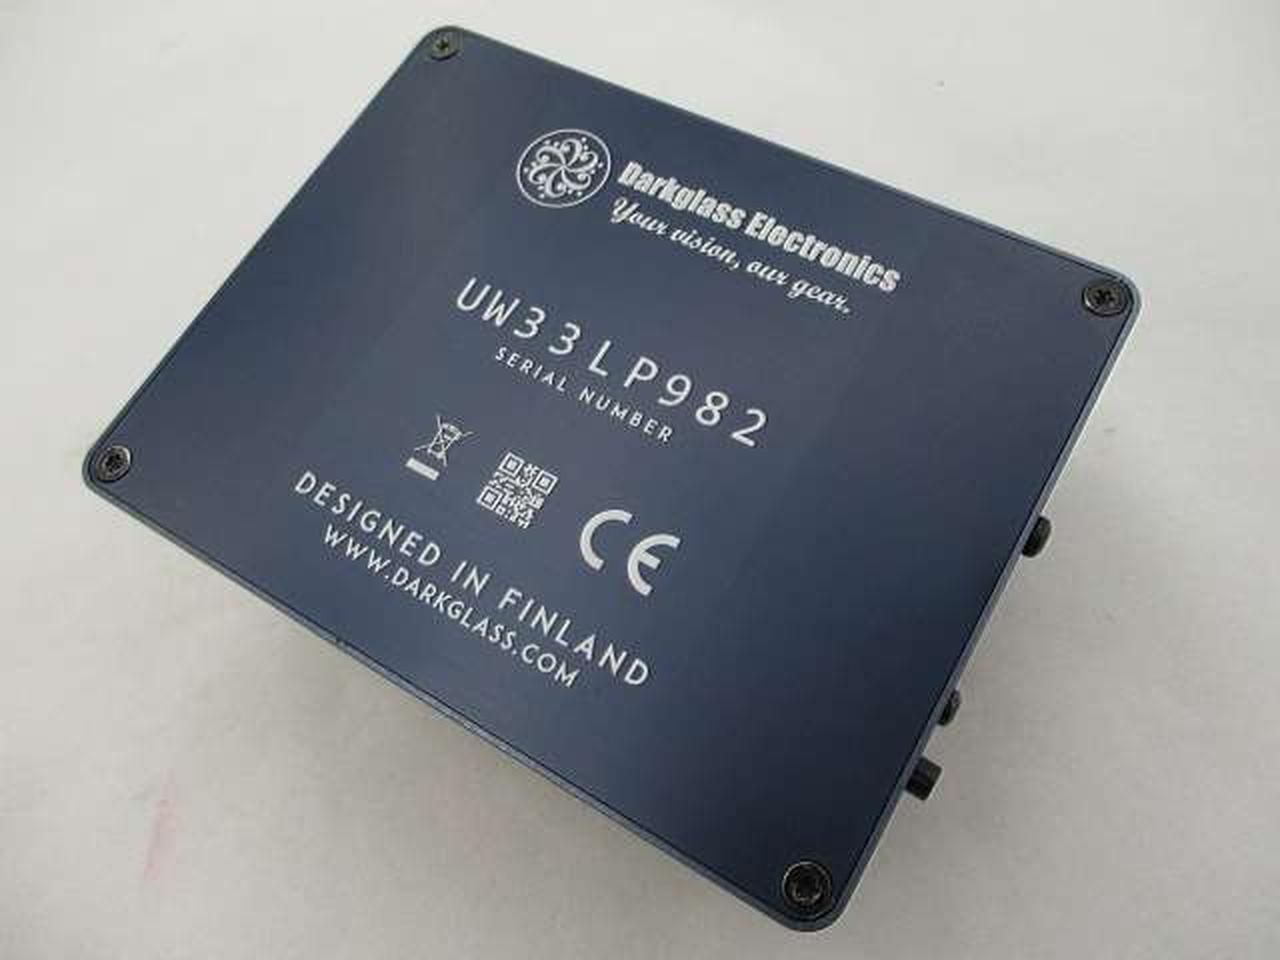 Darkglass Electronics
Your vision, our gear.
UW33LP982
SERIAL NUMBER
CE
DESIGNED IN FINLAND
WWW.DARKGLASS.COM